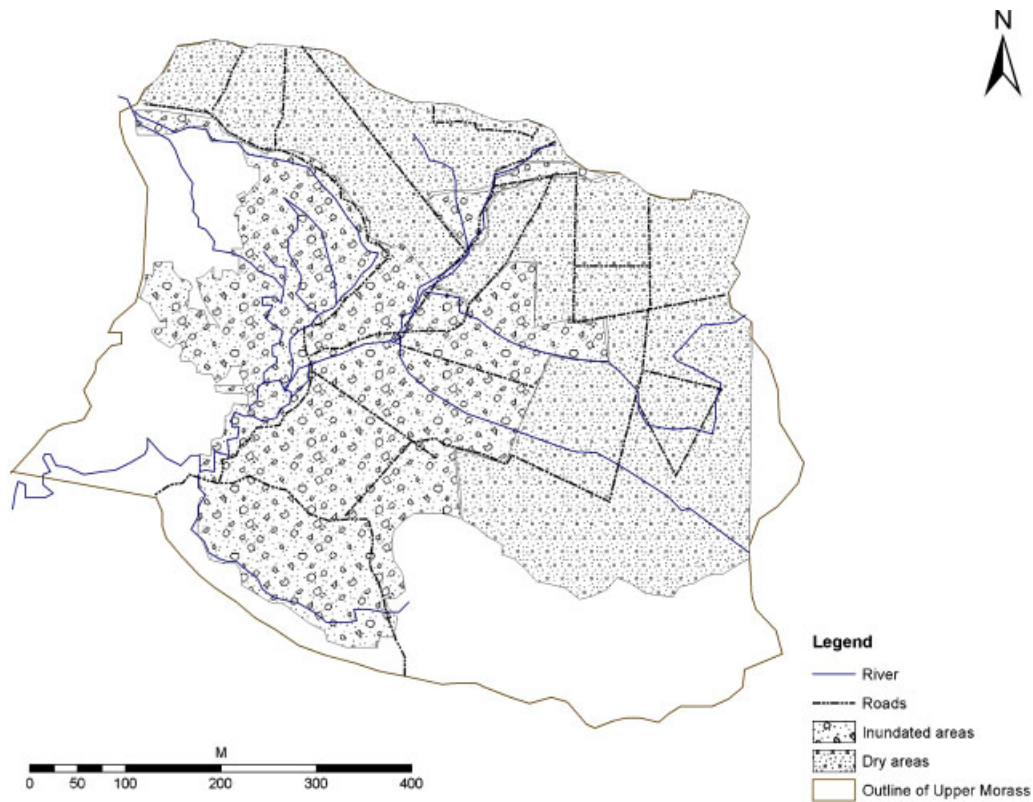 N
Legend
River
Roads
Inundated areas
Dry areas
Outline of Upper Morass
M
0 50 100 200 300 400